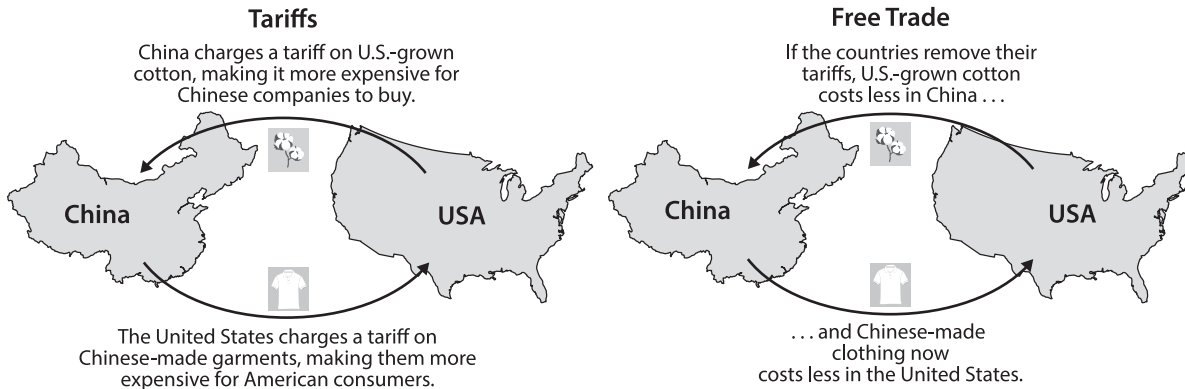 Tariffs
China charges a tariff on U.S.-grown
cotton, making it more expensive for
Chinese companies to buy.
China
USA
The United States charges a tariff on
Chinese-made garments, making them more
expensive for American consumers.
Free Trade
If the countries remove their
tariffs, U.S.-grown cotton
costs less in China . . .
China
USA
. . . and Chinese-made
clothing now
costs less in the United States.